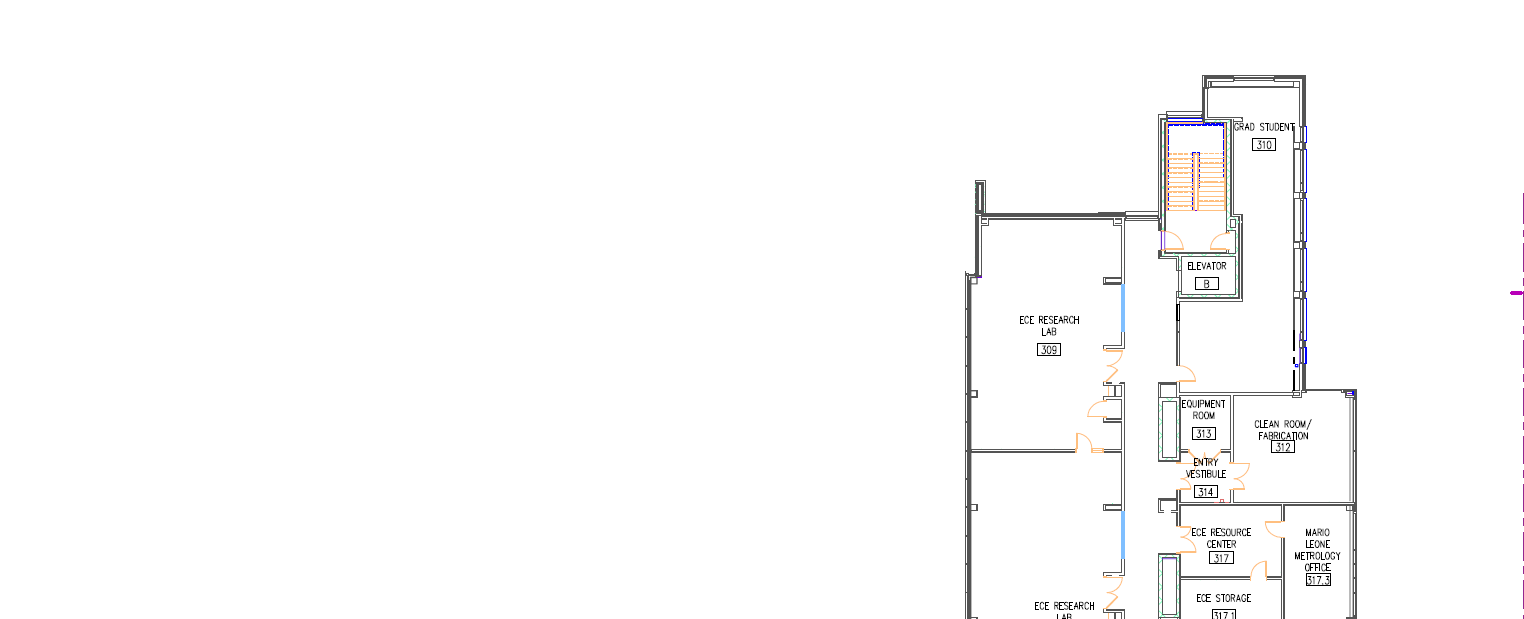 GRAD STUDENT
310
ELEVATOR
B
ECE RESEARCH
LAB
309
EQUIPMENT
ROOM
313
CLEAN ROOM/
FABRICATION
312
ENTRY
VESTIBULE
314
ECE RESOURCE
CENTER
317
MARIO
LEONE
METROLOGY
OFFICE
317.3
ECE STORAGE
317.1
ECE RESEARCH
LAB